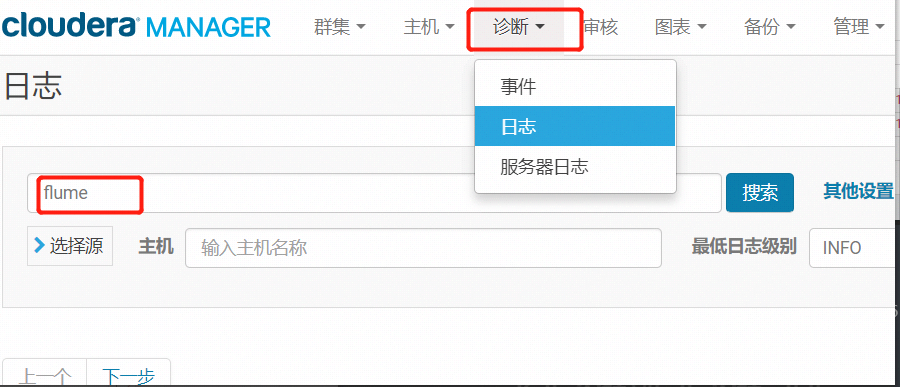 cloudera MANAGER 群集 主机 诊断 审核 图表 备份 管理
日志
事件
日志
服务器日志
flume 搜索 其他设置
选择源 主机 输入主机名称 最低日志级别 INFO
上一个 下一步